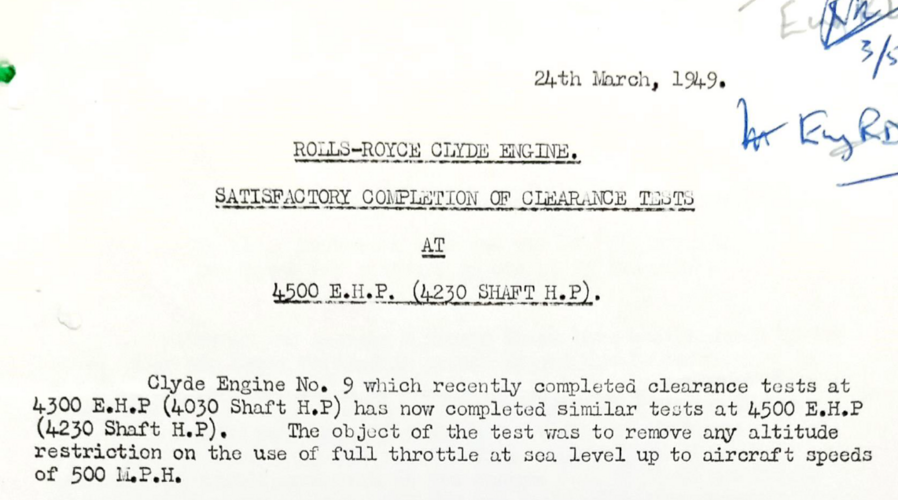 3/5
24th March, 1949.
ROLLS-ROYCE CLYDE ENGINE.
SATISFACTORY COMPLETION OF CLEARANCE TESTS
AT
4500 E.H.P. (4230 SHAFT H.P).
Clyde Engine No. 9 which recently completed clearance tests at
4300 E.H.P (4030 Shaft H.P) has now completed similar tests at 4500 E.H.P
(4230 Shaft H.P). The object of the test was to remove any altitude
restriction on the use of full throttle at sea level up to aircraft speeds
of 500 M.P.H.